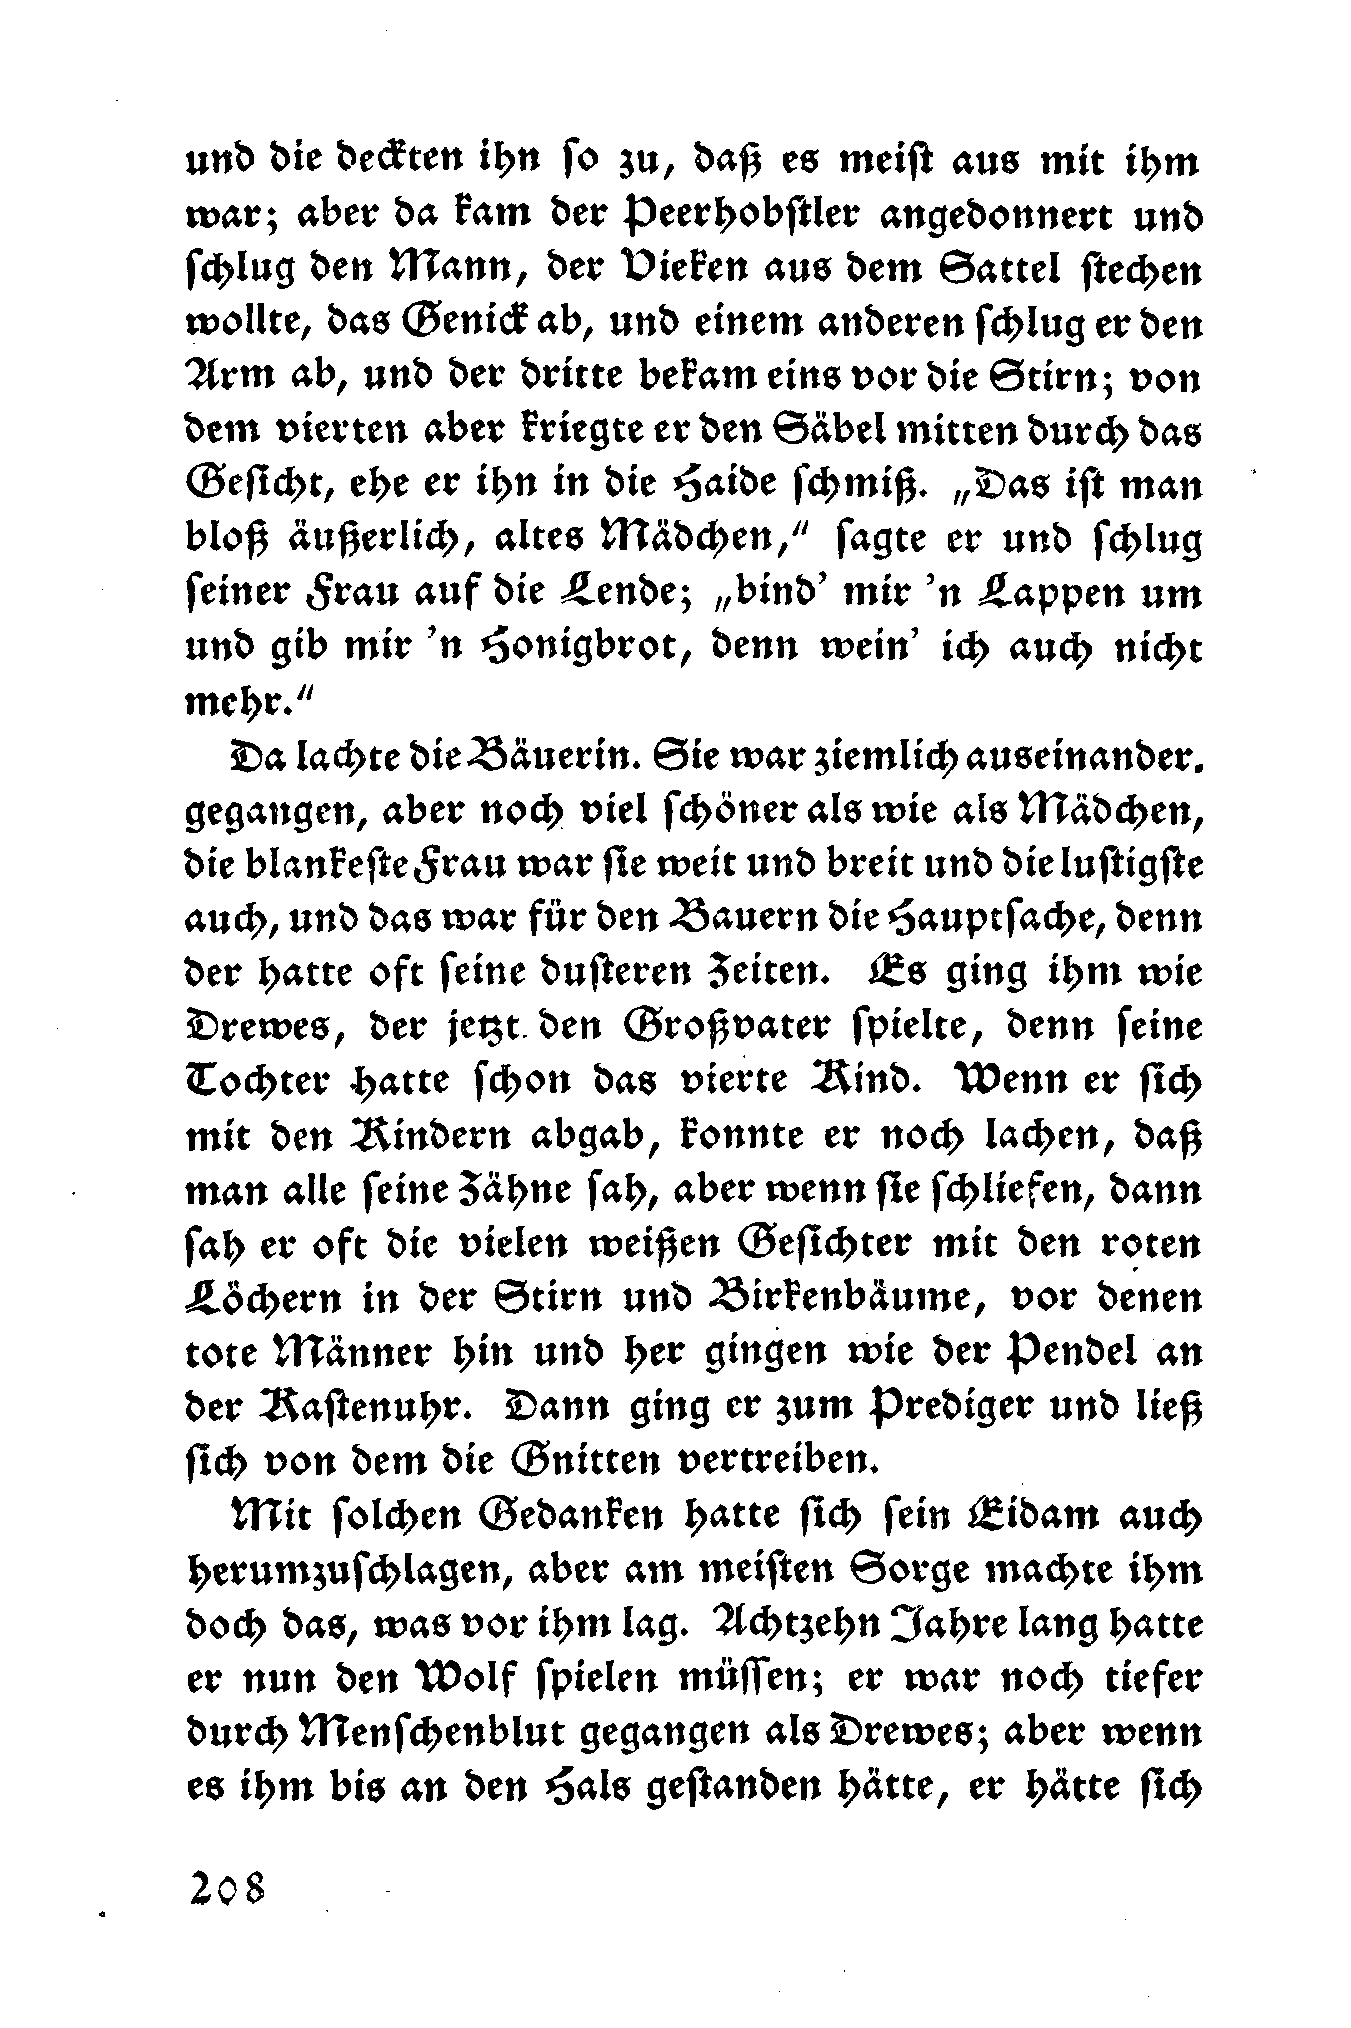 und die deckten ihn so zu, daß es meist aus mit ihm
war; aber da kam der Peerhobstler angedonnert und
schlug den Mann, der Vieken aus dem Sattel stechen
wollte, das Genick ab, und einem anderen schlug er den
Arm ab, und der dritte bekam eins vor die Stirn; von
dem vierten aber kriegte er den Säbel mitten durch das
Gesicht, ehe er ihn in die Haide schmiß. „Das ist man
bloß äußerlich, altes Mädchen,“ sagte er und schlug
seiner Frau auf die Lende; „bind’ mir ’n Lappen um
und gib mir ’n Honigbrot, denn wein’ ich auch nicht
mehr.“
Da lachte die Bäuerin. Sie war ziemlich auseinander.
gegangen, aber noch viel schöner als wie als Mädchen,
die blankeste Frau war sie weit und breit und die lustigste
auch, und das war für den Bauern die Hauptsache, denn
der hatte oft seine dusteren Zeiten. Es ging ihm wie
Drewes, der jetzt den Großvater spielte, denn seine
Tochter hatte schon das vierte Kind. Wenn er sich
mit den Kindern abgab, konnte er noch lachen, daß
man alle seine Zähne sah, aber wenn sie schliefen, dann
sah er oft die vielen weißen Gesichter mit den roten
Löchern in der Stirn und Birkenbäume, vor denen
tote Männer hin und her gingen wie der Pendel an
der Kastenuhr. Dann ging er zum Prediger und ließ
sich von dem die Gnitten vertreiben.
Mit solchen Gedanken hatte sich sein Eidam auch
herumzuschlagen, aber am meisten Sorge machte ihm
doch das, was vor ihm lag. Achtzehn Jahre lang hatte
er nun den Wolf spielen müssen; er war noch tiefer
durch Menschenblut gegangen als Drewes; aber wenn
es ihm bis an den Hals gestanden hätte, er hätte sich
208